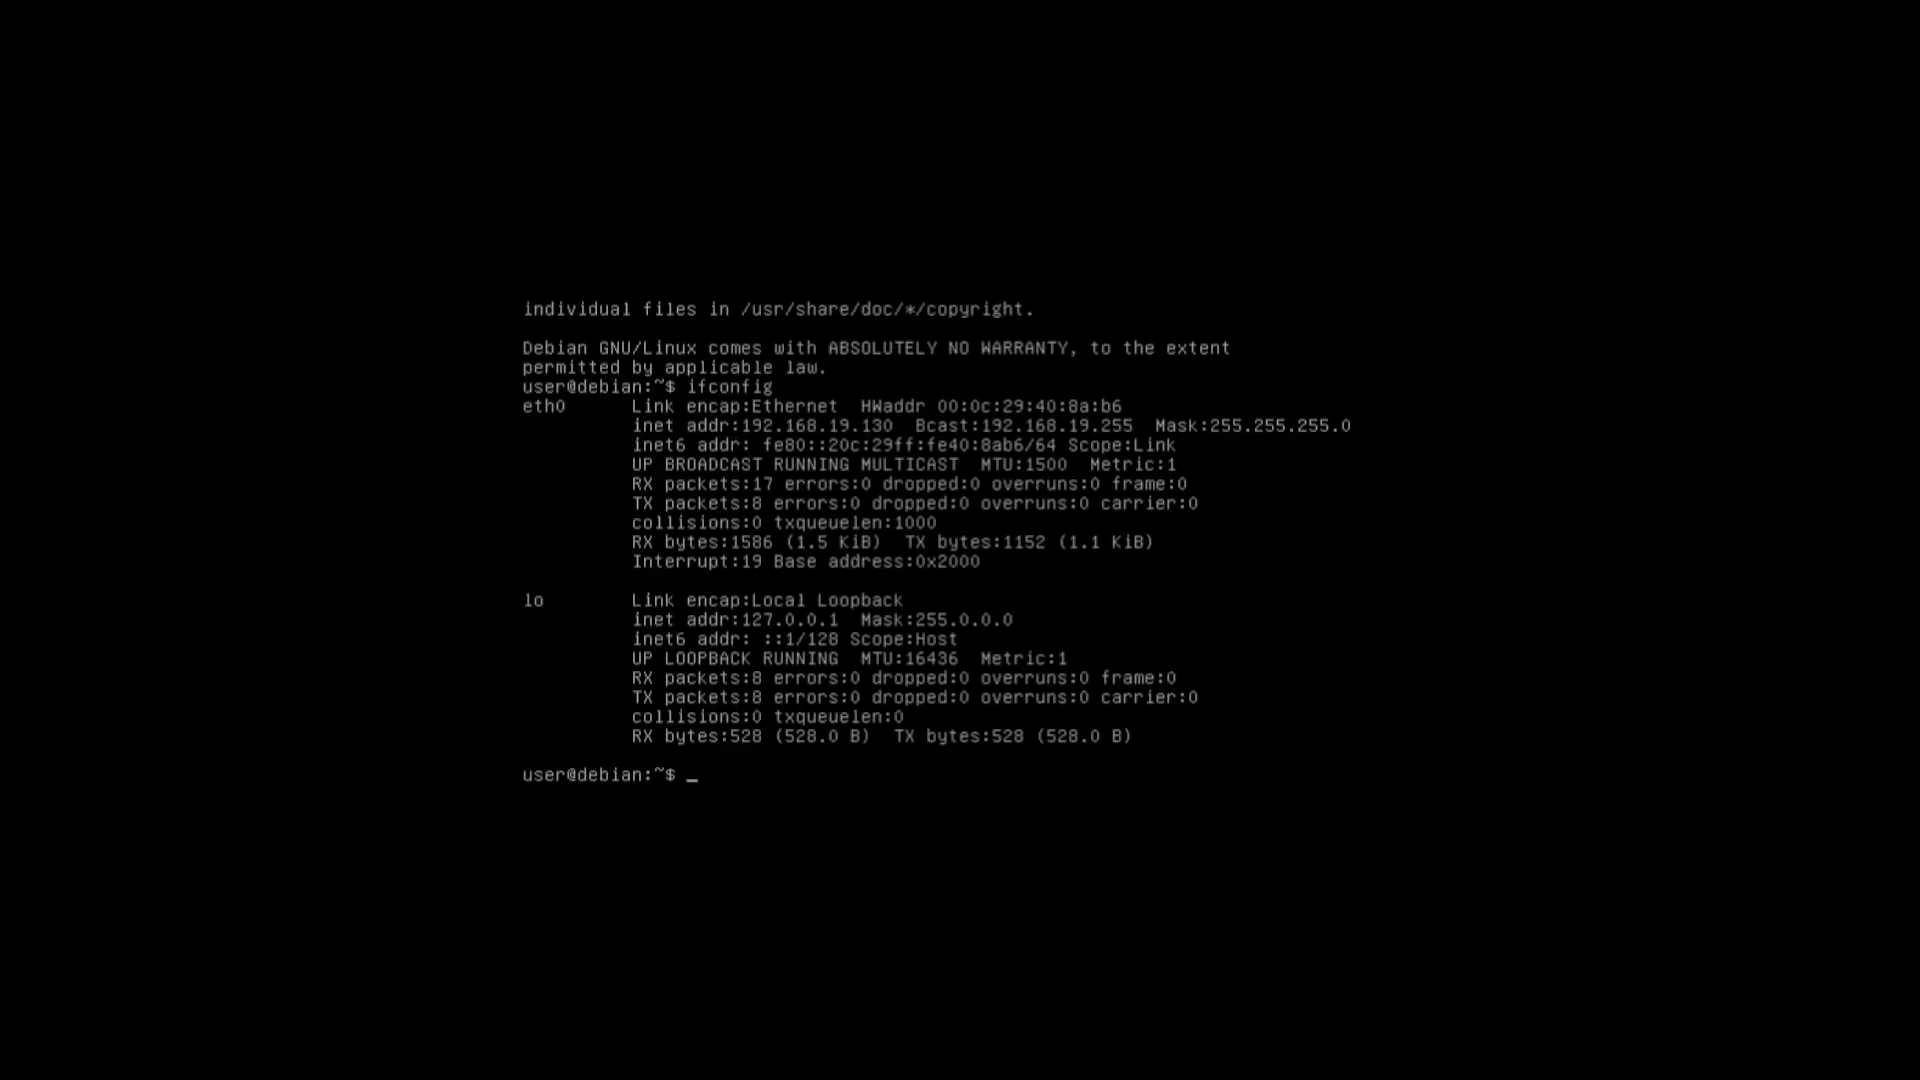 individual files in /usr/share/doc/*/copyright.
Debian GNU/Linux comes with ABSOLUTELY NO WARRANTY, to the extent
permitted by applicable law.
user@debian:~$ ifconfig
eth0      Link encap:Ethernet  HWaddr 00:0c:29:40:8a:b6
          inet addr:192.168.19.130  Bcast:192.168.19.255  Mask:255.255.255.0
          inet6 addr: fe80::20c:29ff:fe40:8ab6/64 Scope:Link
          UP BROADCAST RUNNING MULTICAST  MTU:1500  Metric:1
          RX packets:17 errors:0 dropped:0 overruns:0 frame:0
          TX packets:8 errors:0 dropped:0 overruns:0 carrier:0
          collisions:0 txqueuelen:1000
          RX bytes:1586 (1.5 KiB)  TX bytes:1152 (1.1 KiB)
          Interrupt:19 Base address:0x2000
lo        Link encap:Local Loopback
          inet addr:127.0.0.1  Mask:255.0.0.0
          inet6 addr: ::1/128 Scope:Host
          UP LOOPBACK RUNNING  MTU:16436  Metric:1
          RX packets:8 errors:0 dropped:0 overruns:0 frame:0
          TX packets:8 errors:0 dropped:0 overruns:0 carrier:0
          collisions:0 txqueuelen:0
          RX bytes:528 (528.0 B)  TX bytes:528 (528.0 B)
user@debian:~$ _